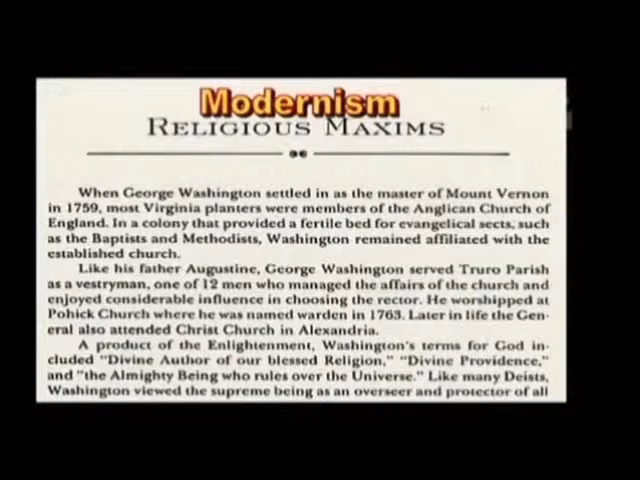 Modernism
RELIGIOUS MAXIMS
When George Washington settled in as the master of Mount Vernon
in 1759, most Virginia planters were members of the Anglican Church of
England. In a colony that provided a fertile bed for evangelical sects, such
as the Baptists and Methodists, Washington remained affiliated with the
established church.
Like his father Augustine, George Washington served Truro Parish
as a vestryman, one of 12 men who managed the affairs of the church and
enjoyed considerable influence in choosing the rector. He worshipped at
Pohick Church where he was named warden in 1763. Later in life the Gen-
eral also attended Christ Church in Alexandria.
A product of the Enlightenment, Washington's terms for God in-
cluded "Divine Author of our blessed Religion," "Divine Providence,"
and "the Almighty Being who rules over the Universe." Like many Deists,
Washington viewed the supreme being as an overseer and protector of all